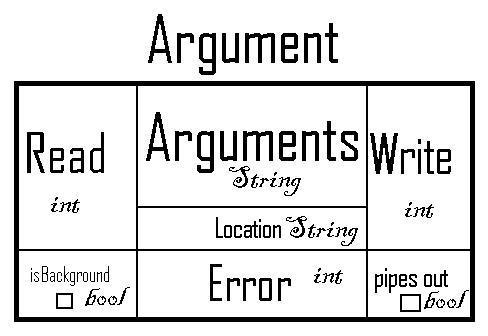 Argument
Read
int
Arguments
String
Location String
Write
int
isBackground
bool
Error int
pipes out
bool